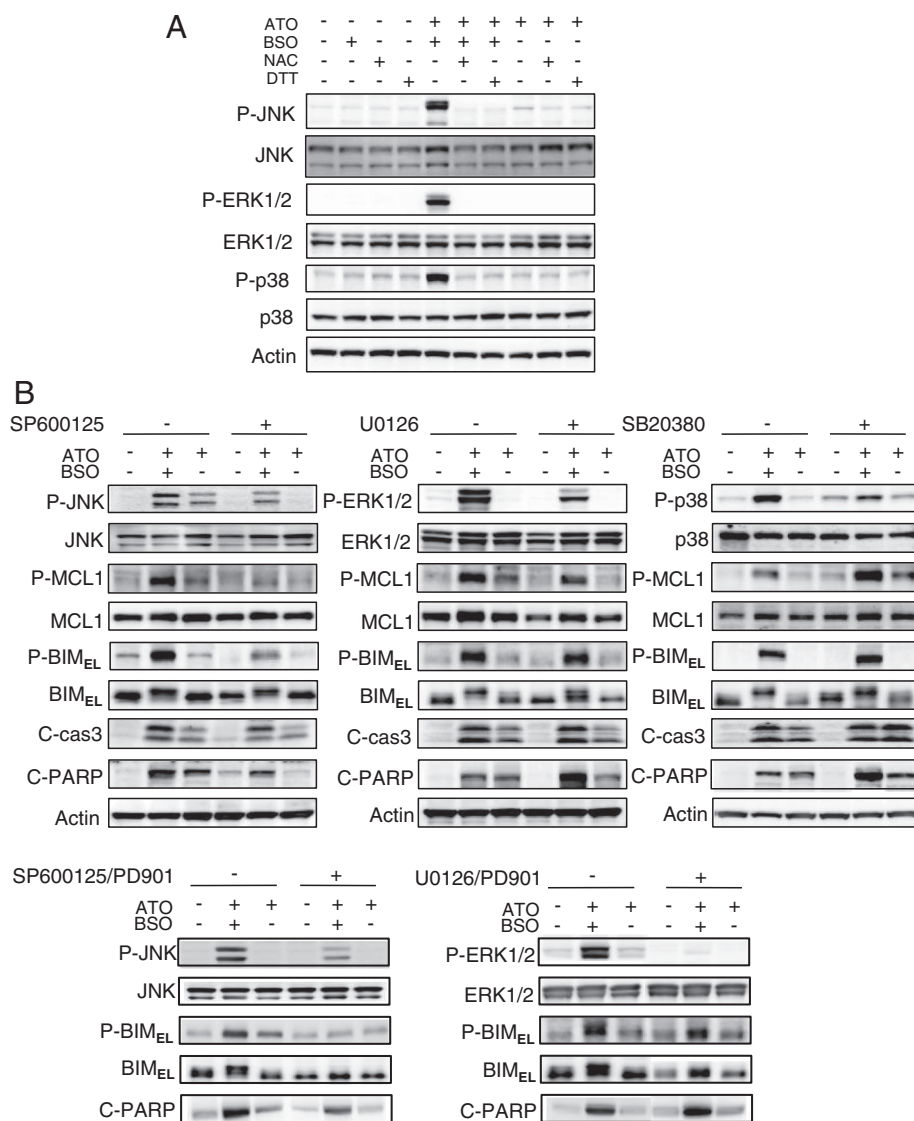 A
ATO - - - - + + + + + +
BSO - + - - + + + - - -
NAC - - + - - + - - + -
DTT - - - + - - + - - +
P-JNK
JNK
P-ERK1/2
ERK1/2
P-p38
p38
Actin
B
SP600125 - +
ATO - + + - + +
BSO - + - - + -
P-JNK
JNK
P-MCL1
MCL1
P-BIMEL
BIMEL
C-cas3
C-PARP
Actin
U0126 - +
ATO - + + - + +
BSO - + - - + -
P-ERK1/2
ERK1/2
P-MCL1
MCL1
P-BIMEL
BIMEL
C-cas3
C-PARP
Actin
SB20380 - +
ATO - + + - + +
BSO - + - - + -
P-p38
p38
P-MCL1
MCL1
P-BIMEL
BIMEL
C-cas3
C-PARP
Actin
SP600125/PD901 - +
ATO - + + - + +
BSO - + - - + -
P-JNK
JNK
P-BIMEL
BIMEL
C-PARP
U0126/PD901 - +
ATO - + + - + +
BSO - + - - + -
P-ERK1/2
ERK1/2
P-BIMEL
BIMEL
C-PARP